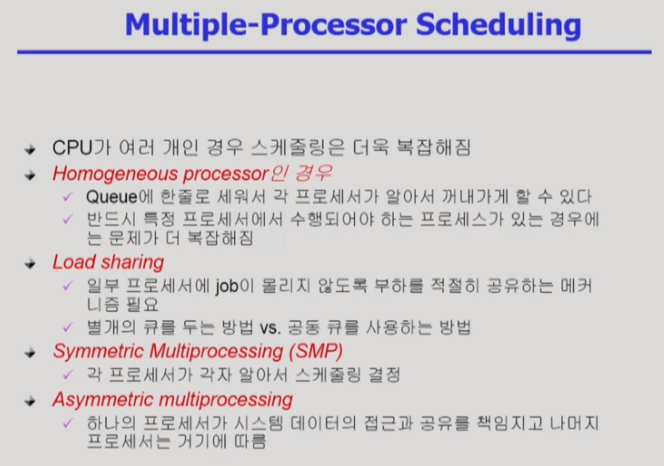 Multiple-Processor Scheduling
CPU가 여러 개인 경우 스케줄링은 더욱 복잡해짐
Homogeneous processor인 경우
Queue에 한줄로 세워서 각 프로세서가 알아서 꺼내가게 할 수 있다
반드시 특정 프로세서에서 수행되어야 하는 프로세스가 있는 경우에
는 문제가 더 복잡해짐
Load sharing
일부 프로세서에 job이 몰리지 않도록 부하를 적절히 공유하는 메커
니즘 필요
별개의 큐를 두는 방법 vs. 공동 큐를 사용하는 방법
Symmetric Multiprocessing (SMP)
각 프로세서가 각자 알아서 스케줄링 결정
Asymmetric multiprocessing
하나의 프로세서가 시스템 데이터의 접근과 공유를 책임지고 나머지
프로세서는 거기에 따름